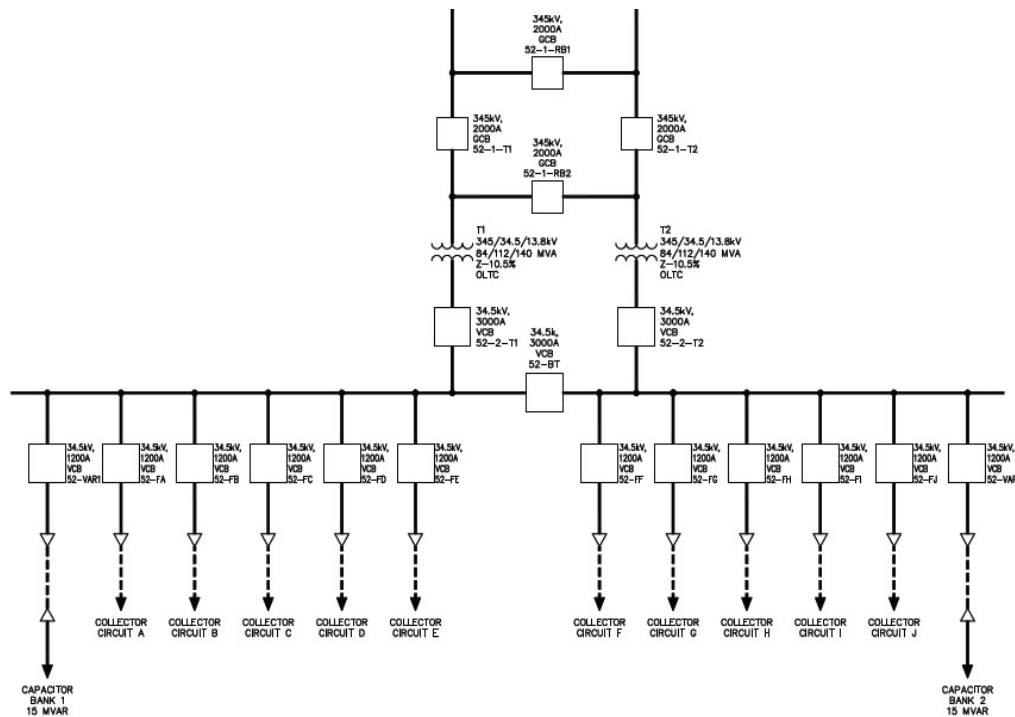 345kV,
2000A
GCB
52-1-RB1
345kV,
2000A
GCB
52-1-T1
345kV,
2000A
GCB
52-1-RB2
345kV,
2000A
GCB
52-1-T2
T1
345/34.5/13.8kV
84/112/140 MVA
Z-10.5%
OLTC
T2
345/34.5/13.8kV
84/112/140 MVA
Z-10.5%
OLTC
34.5kV,
3000A
VCB
52-2-T1
34.5k,
3000A
VCB
52-BT
34.5kV,
3000A
VCB
52-2-T2
34.5kV,
1200A
VCB
52-VAR1
34.5kV,
1200A
VCB
52-FA
34.5kV,
1200A
VCB
52-FB
34.5kV,
1200A
VCB
52-FC
34.5kV,
1200A
VCB
52-FD
34.5kV,
1200A
VCB
52-FE
34.5kV,
1200A
VCB
52-FF
34.5kV,
1200A
VCB
52-FG
34.5kV,
1200A
VCB
52-FH
34.5kV,
1200A
VCB
52-FI
34.5kV,
1200A
VCB
52-FJ
34.5kV,
1200A
VCB
52-VAR
COLLECTOR
CIRCUIT A
COLLECTOR
CIRCUIT B
COLLECTOR
CIRCUIT C
COLLECTOR
CIRCUIT D
COLLECTOR
CIRCUIT E
COLLECTOR
CIRCUIT F
COLLECTOR
CIRCUIT G
COLLECTOR
CIRCUIT H
COLLECTOR
CIRCUIT I
COLLECTOR
CIRCUIT J
CAPACITOR
BANK 1
15 MVAR
CAPACITOR
BANK 2
15 MVAR